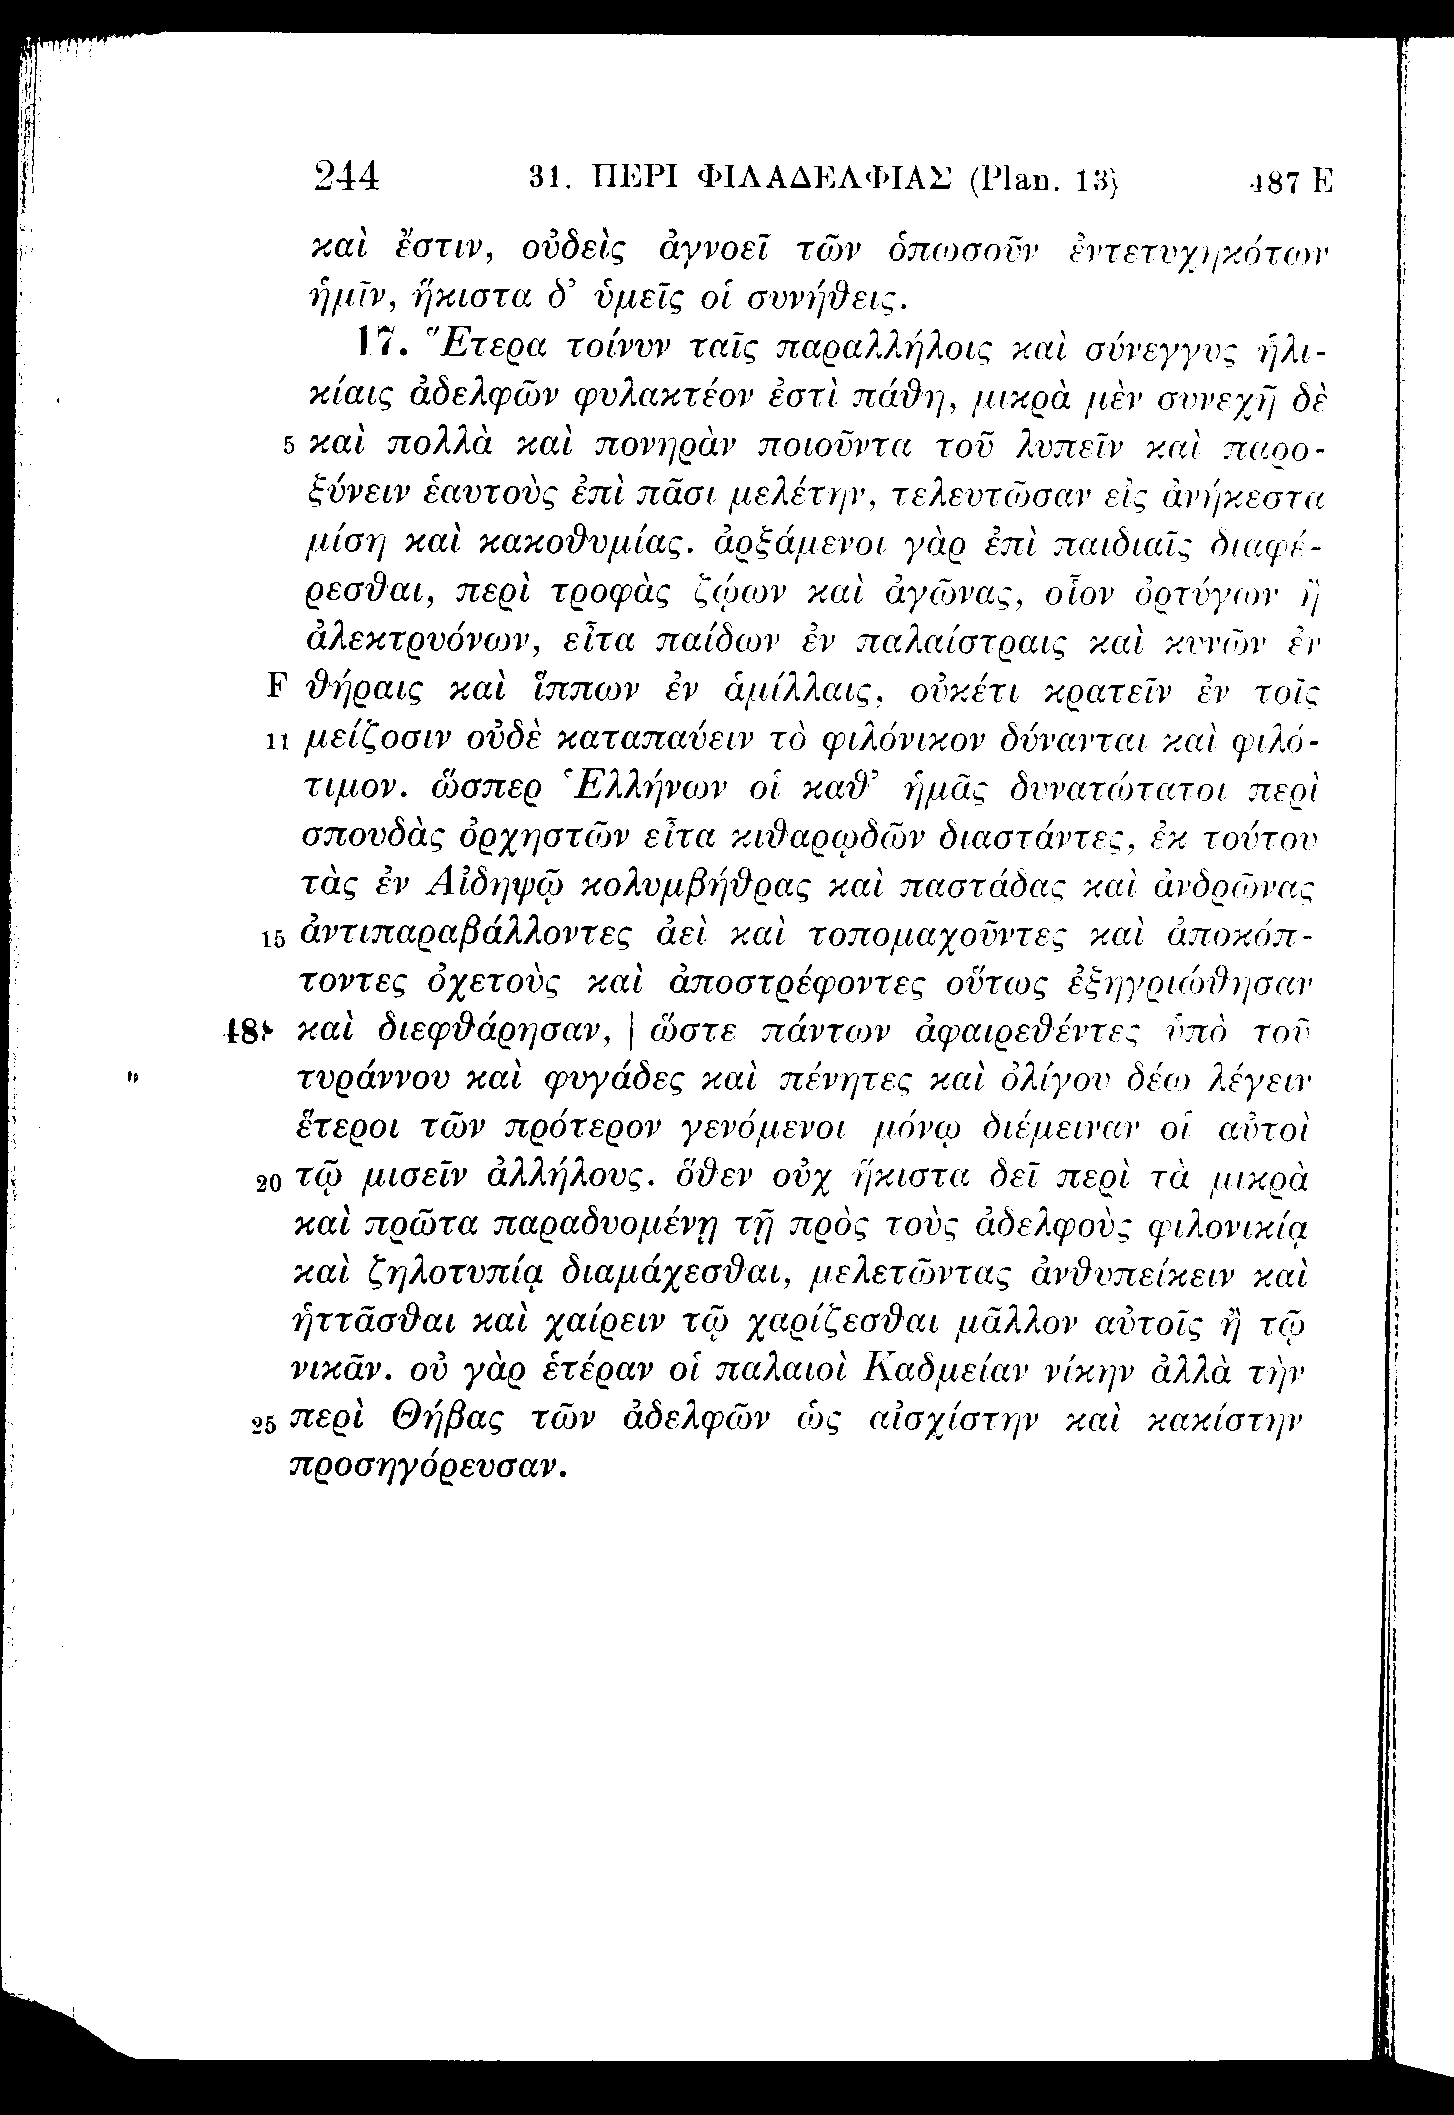 244 31. ΠΕΡΙ ΦΙΛΑΔΕΛΦΙΑΣ (Plan. 13) 487 E
καὶ ἔστιν, οὐδεὶς ἀγνοεῖ τῶν ὁπωσοῦν ἐντετυχηκότων
ἡμῖν, ἥκιστα δ’ ὑμεῖς οἱ συνήθεις.
17. Ἕτερα τοίνυν ταῖς παραλλήλοις καὶ σύνεγγυς ἡλι-
κίαις ἀδελφῶν φυλακτέον ἐστὶ πάθη, μικρὰ μὲν συνεχῆ δὲ
5 καὶ πολλὰ καὶ πονηρὰν ποιοῦντα τοῦ λυπεῖν καὶ παρο-
ξύνειν ἑαυτοὺς ἐπὶ πᾶσι μελέτην, τελευτῶσαν εἰς ἀνήκεστα
μίση καὶ κακοθυμίας. ἀρξάμενοι γὰρ ἐπὶ παιδιαῖς διαφέ-
ρεσθαι, περὶ τροφὰς ζῴων καὶ ἀγῶνας, οἷον ὀρτύγων ἢ
ἀλεκτρυόνων, εἶτα παίδων ἐν παλαίστραις καὶ κυνῶν ἐν
F θήραις καὶ ἵππων ἐν ἁμίλλαις, οὐκέτι κρατεῖν ἐν τοῖς
11 μείζοσιν οὐδὲ καταπαύειν τὸ φιλόνικον δύνανται καὶ φιλό-
τιμον. ὥσπερ Ἑλλήνων οἱ καθ’ ἡμᾶς δυνατώτατοι περὶ
σπουδὰς ὀρχηστῶν εἶτα κιθαρῳδῶν διαστάντες, ἐκ τούτου
τὰς ἐν Αἰδηψῷ κολυμβήθρας καὶ παστάδας καὶ ἀνδρῶνας
15 ἀντιπαραβάλλοντες ἀεὶ καὶ τοπομαχοῦντες καὶ ἀποκόπ-
τοντες ὀχετοὺς καὶ ἀποστρέφοντες οὕτως ἐξηγριώθησαν
488 καὶ διεφθάρησαν, | ὥστε πάντων ἀφαιρεθέντες ὑπὸ τοῦ
τυράννου καὶ φυγάδες καὶ πένητες καὶ ὀλίγου δέω λέγειν
ἕτεροι τῶν πρότερον γενόμενοι μόνῳ διέμειναν οἱ αὐτοὶ
20 τῷ μισεῖν ἀλλήλους. ὅθεν οὐχ ἥκιστα δεῖ περὶ τὰ μικρὰ
καὶ πρῶτα παραδυομένῃ τῇ πρὸς τοὺς ἀδελφοὺς φιλονικίᾳ
καὶ ζηλοτυπίᾳ διαμάχεσθαι, μελετῶντας ἀνθυπείκειν καὶ
ἡττᾶσθαι καὶ χαίρειν τῷ χαρίζεσθαι μᾶλλον αὐτοῖς ἢ τῷ
νικᾶν. οὐ γὰρ ἑτέραν οἱ παλαιοὶ Καδμείαν νίκην ἀλλὰ τὴν
25 περὶ Θήβας τῶν ἀδελφῶν ὡς αἰσχίστην καὶ κακίστην
προσηγόρευσαν.